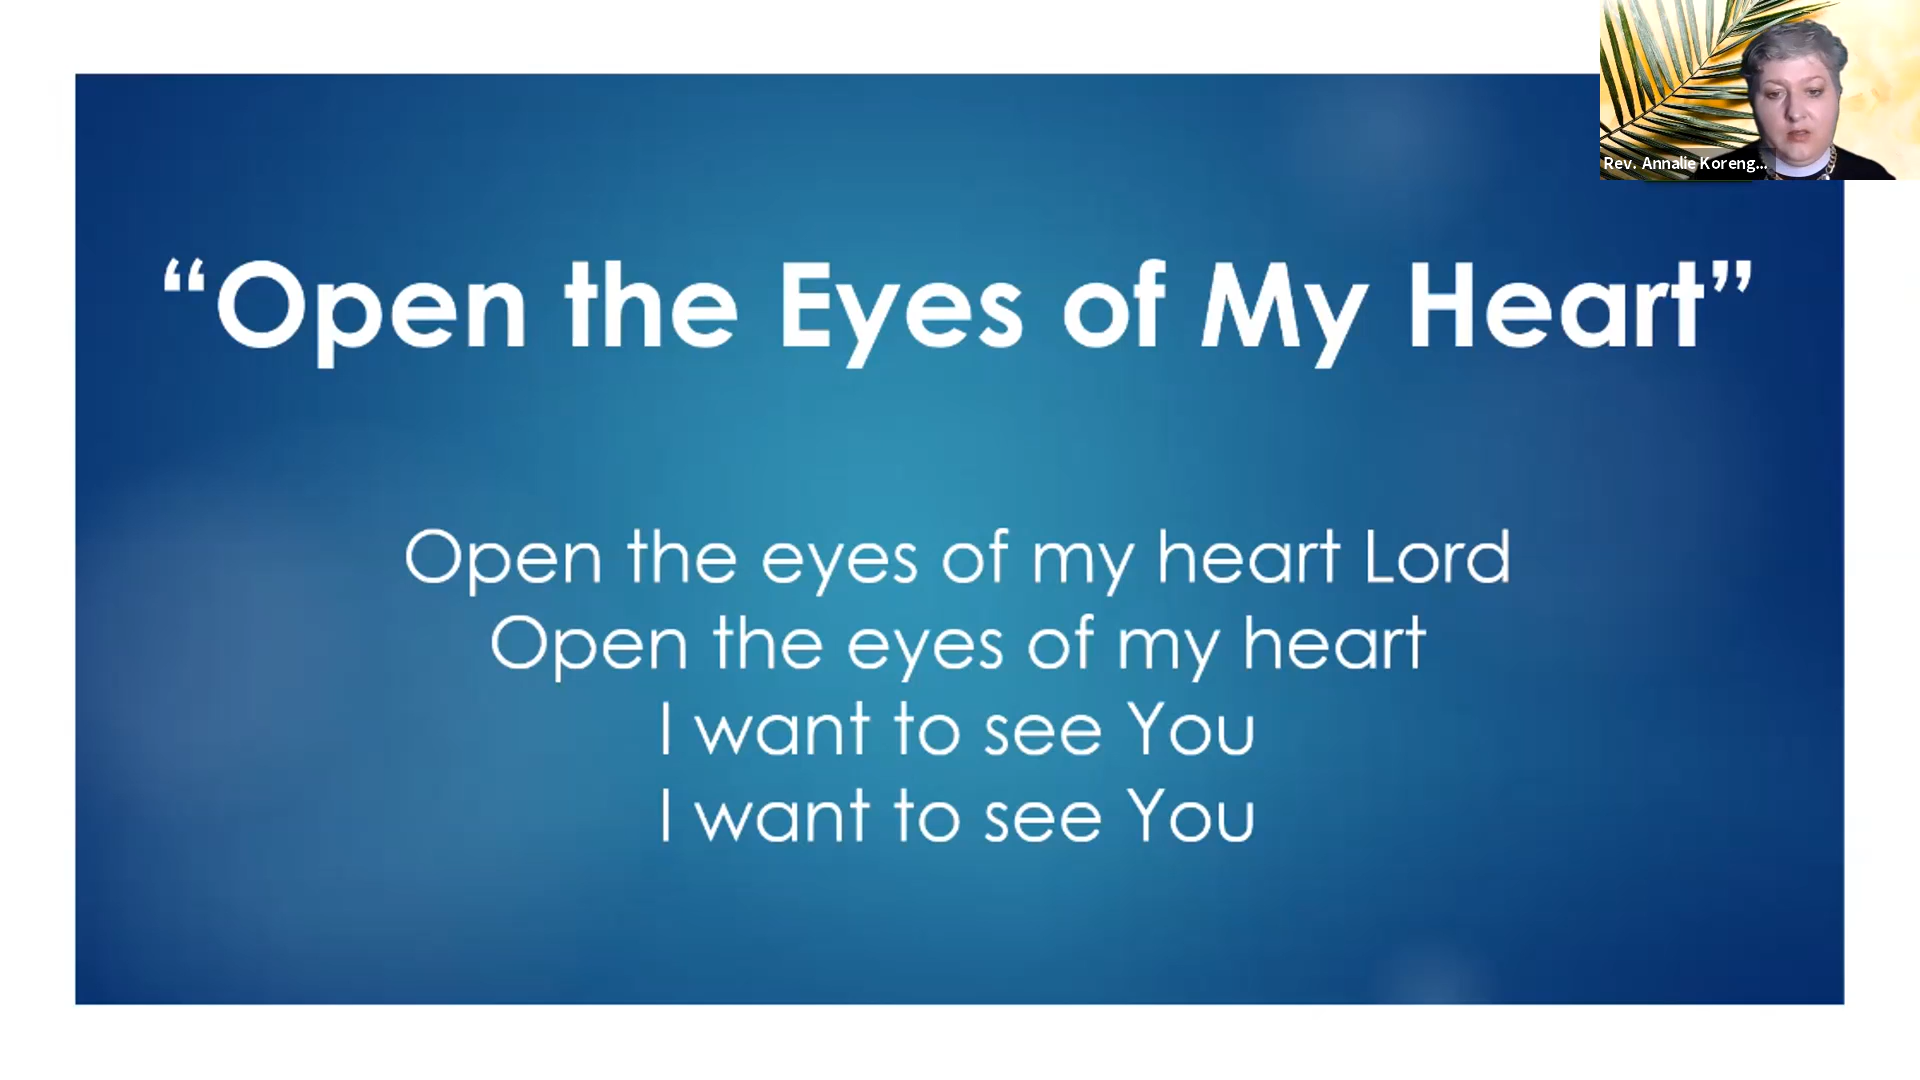 Rev. Annalie Koreng...
“Open the Eyes of My Heart”
Open the eyes of my heart Lord
Open the eyes of my heart
I want to see You
I want to see You